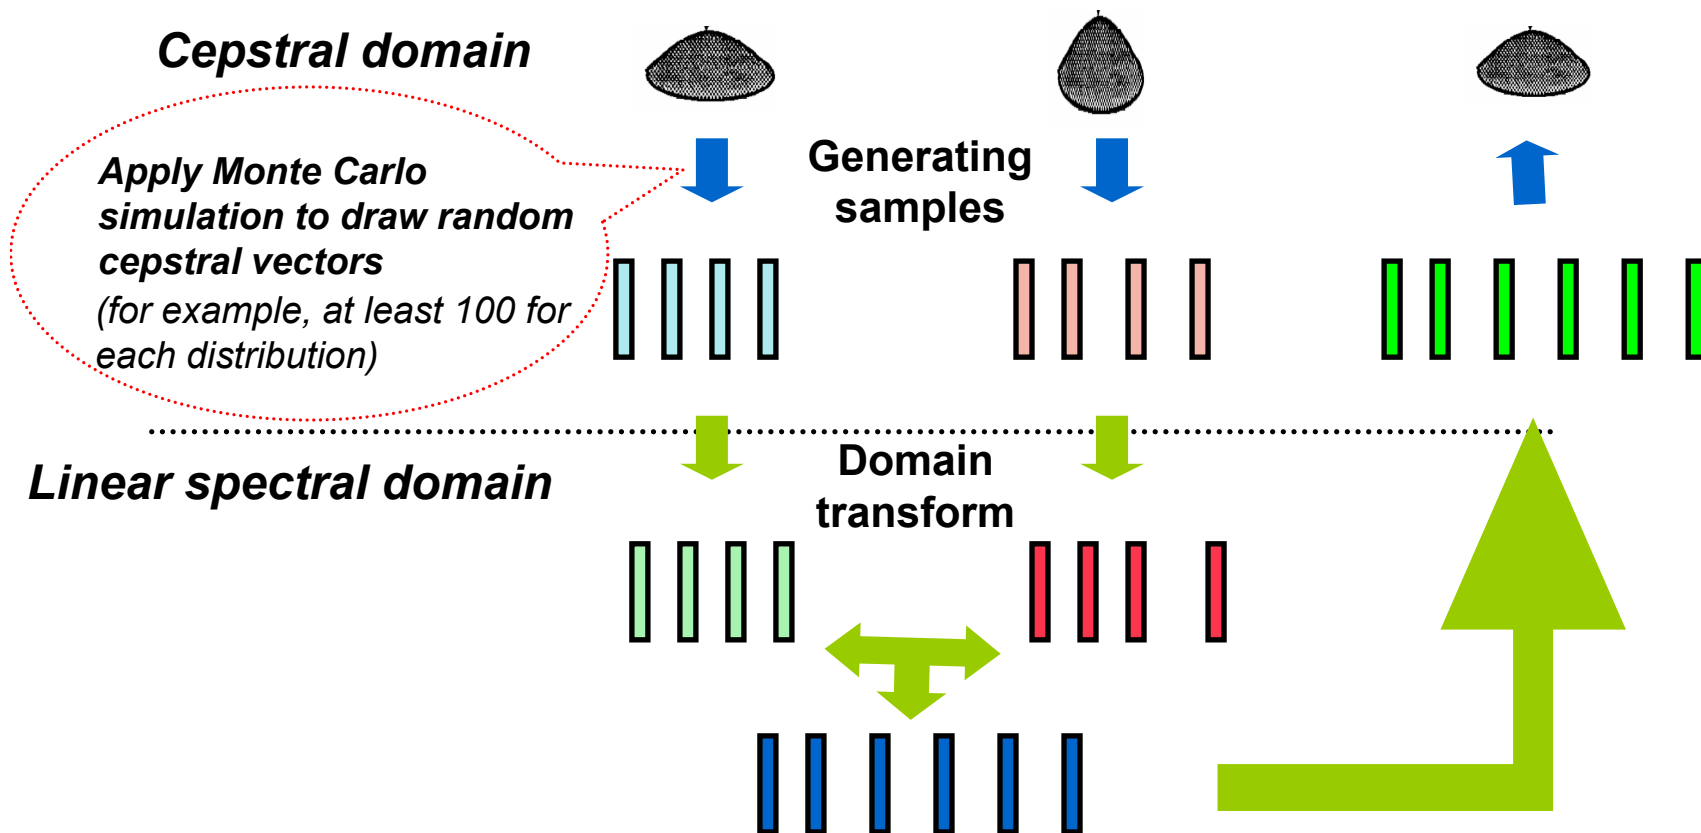 Cepstral domain
Apply Monte Carlo
simulation to draw random
cepstral vectors
(for example, at least 100 for
each distribution)
Generating
samples
Linear spectral domain
Domain
transform